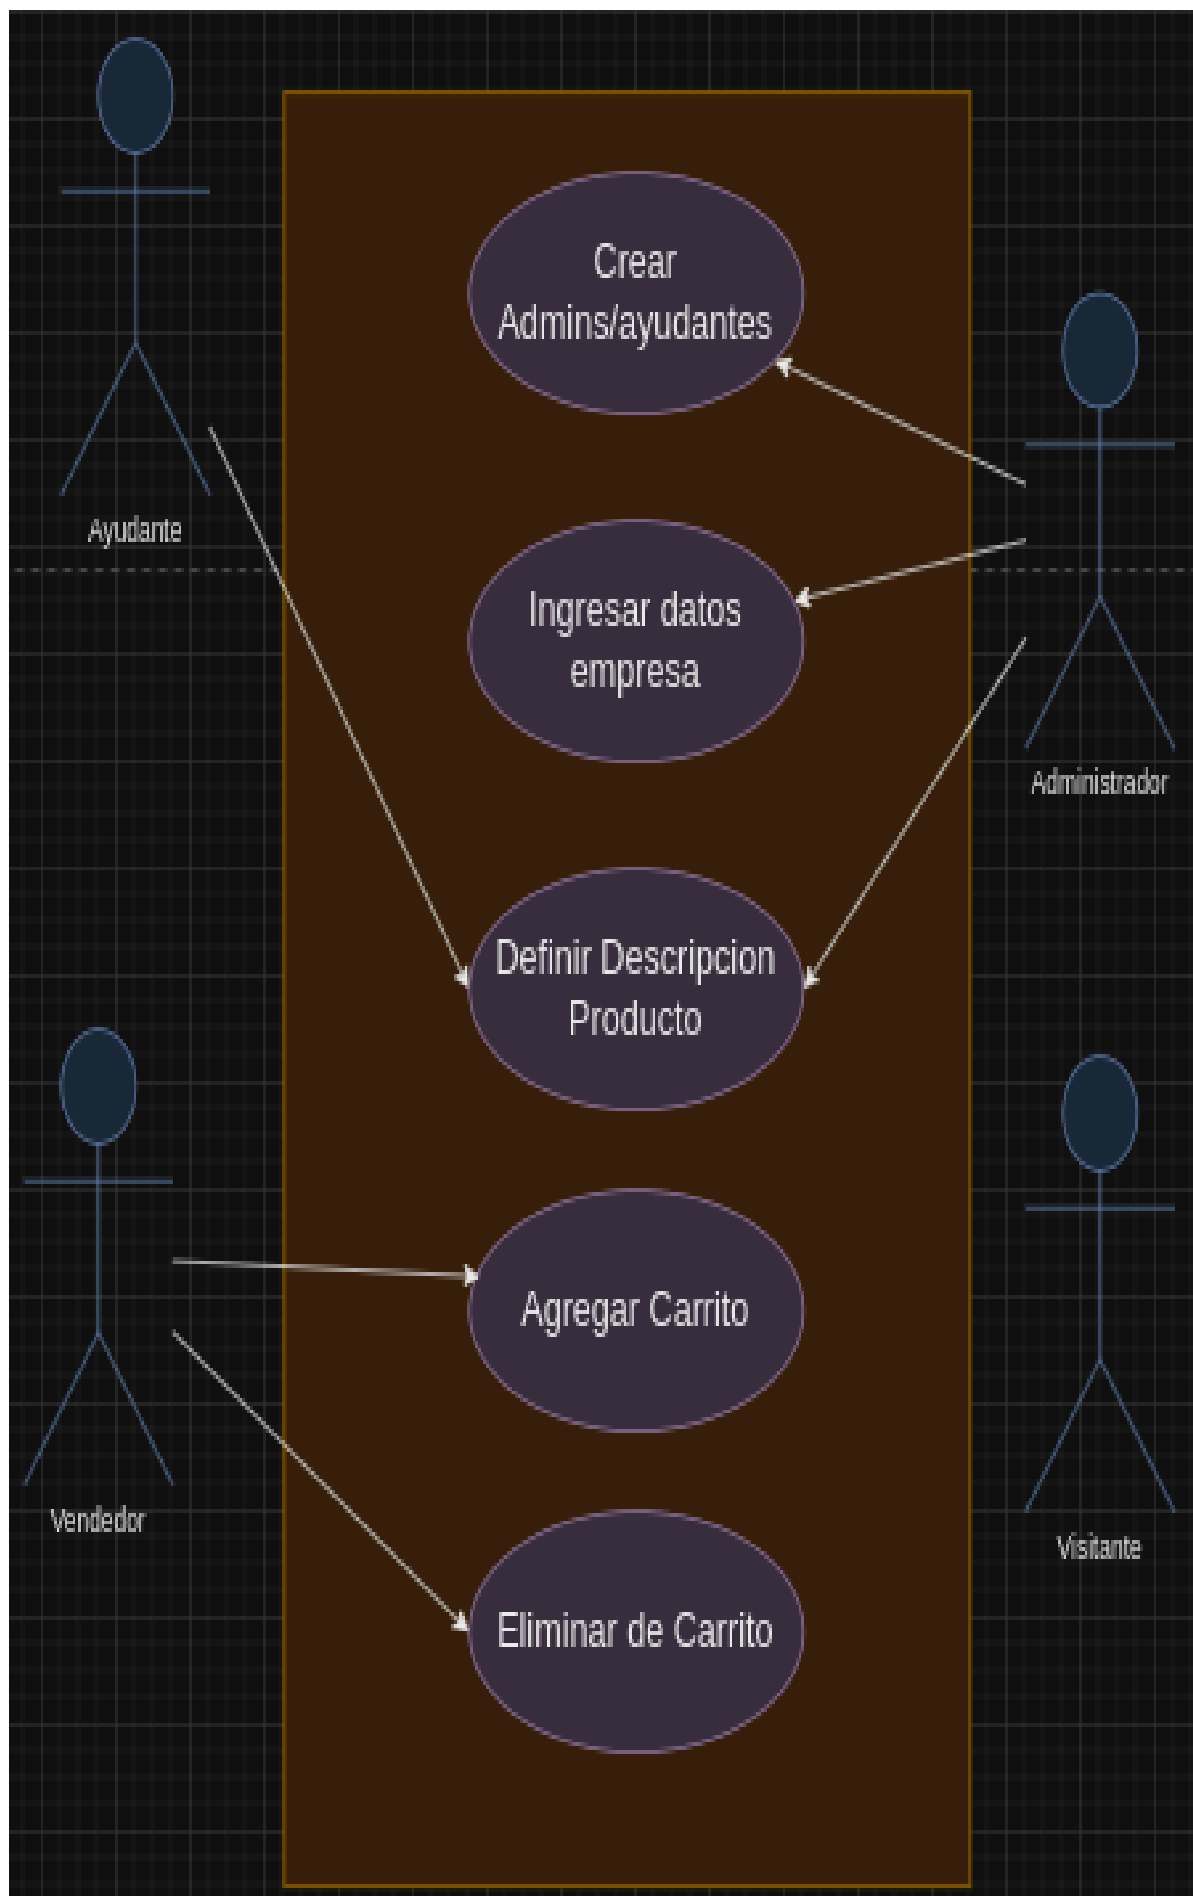 Crear
Admins/ayudantes
Ayudante
Ingresar datos
empresa
Administrador
Definir Descripcion
Producto
Agregar Carrito
Vendedor
Visitante
Eliminar de Carrito